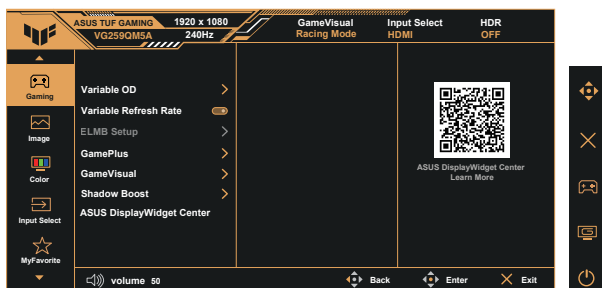 ASUS TUF GAMING 1920 x 1080 GameVisual Input Select HDR
VG259QM5A 240Hz Racing Mode HDMI OFF
Gaming
Image
Color
Input Select
MyFavorite
Variable OD
Variable Refresh Rate
ELMB Setup
GamePlus
GameVisual
Shadow Boost
ASUS DisplayWidget Center
ASUS DisplayWidget Center
Learn More
volume 50 Back Enter Exit